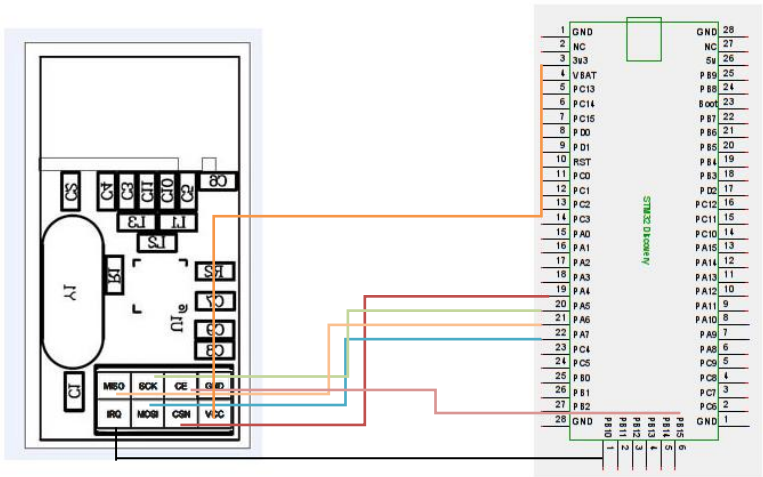 C2
C4
C3
C11
C10
C5
C6
L3
L1
L2
R1
R2
Y1
U1
C7
C9
C8
C1
MISO SCK CE GND
IRQ MOSI CSN VCC
STM32 Discovery
1 GND GND 28
2 NC NC 27
3 3v3 5v 26
4 VBAT PB9 25
5 PC13 PB8 24
6 PC14 Boot 23
7 PC15 PB7 22
8 PD0 PB6 21
9 PD1 PB5 20
10 RST PB4 19
11 PC0 PB3 18
12 PC1 PD2 17
13 PC2 PC12 16
14 PC3 PC11 15
15 PA0 PC10 14
16 PA1 PA15 13
17 PA2 PA14 12
18 PA3 PA13 11
19 PA4 PA12 10
20 PA5 PA11 9
21 PA6 PA10 8
22 PA7 PA9 7
23 PC4 PA8 6
24 PC5 PC9 5
25 PB0 PC8 4
26 PB1 PC7 3
27 PB2 PC6 2
28 GND GND 1
PB10 PB11 PB12 PB13 PB14 PB15
1 2 3 4 5 6